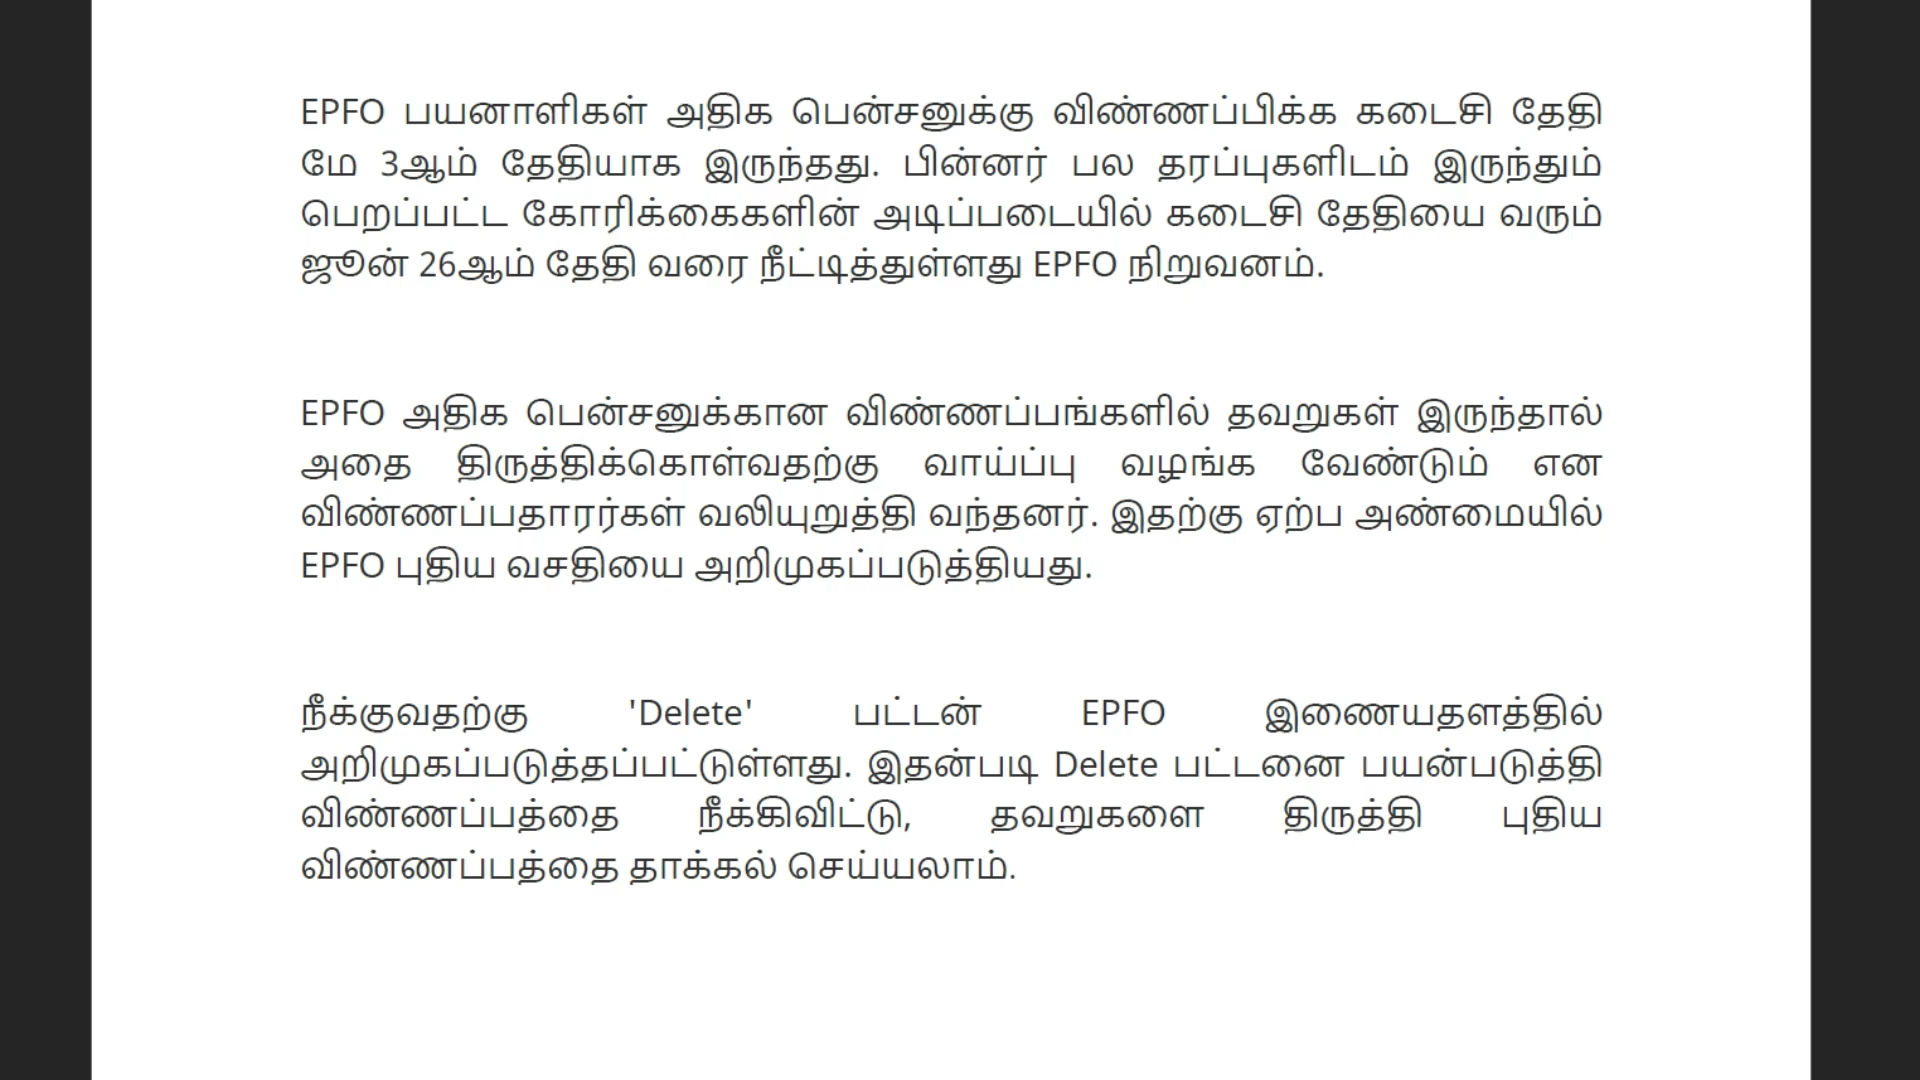 EPFO பயனாளிகள் அதிக பென்சனுக்கு விண்ணப்பிக்க கடைசி தேதி
மே 3ஆம் தேதியாக இருந்தது. பின்னர் பல தரப்புகளிடம் இருந்தும்
பெறப்பட்ட கோரிக்கைகளின் அடிப்படையில் கடைசி தேதியை வரும்
ஜூன் 26ஆம் தேதி வரை நீட்டித்துள்ளது EPFO நிறுவனம்.
EPFO அதிக பென்சனுக்கான விண்ணப்பங்களில் தவறுகள் இருந்தால்
அதை திருத்திக்கொள்வதற்கு வாய்ப்பு வழங்க வேண்டும் என
விண்ணப்பதாரர்கள் வலியுறுத்தி வந்தனர். இதற்கு ஏற்ப அண்மையில்
EPFO புதிய வசதியை அறிமுகப்படுத்தியது.
நீக்குவதற்கு 'Delete' பட்டன் EPFO இணையதளத்தில்
அறிமுகப்படுத்தப்பட்டுள்ளது. இதன்படி Delete பட்டனை பயன்படுத்தி
விண்ணப்பத்தை நீக்கிவிட்டு, தவறுகளை திருத்தி புதிய
விண்ணப்பத்தை தாக்கல் செய்யலாம்.